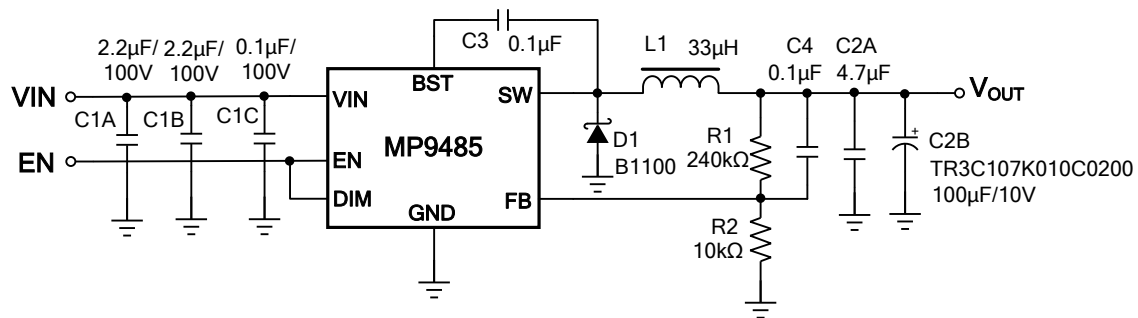 2.2µF/
100V
2.2µF/
100V
0.1µF/
100V
C3
0.1µF
L1
33µH
C4
0.1µF
C2A
4.7µF
VIN
C1A
C1B
C1C
VIN
BST
SW
VOUT
EN
EN
MP9485
DIM
GND
FB
D1
B1100
R1
240kΩ
+
C2B
TR3C107K010C0200
100µF/10V
R2
10kΩ